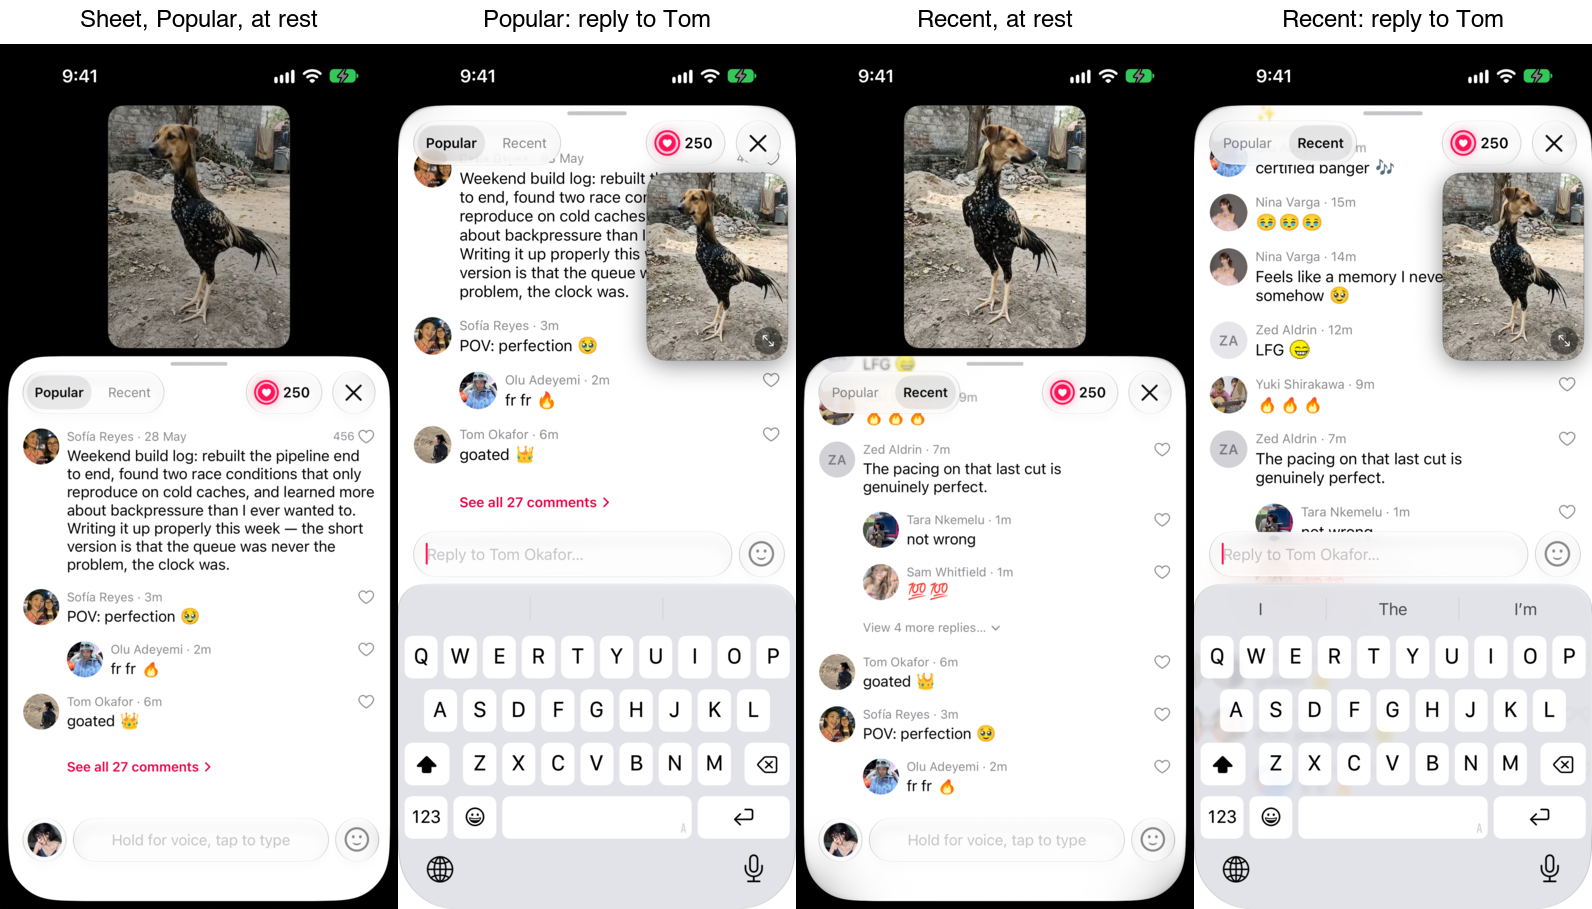 Sheet, Popular, at rest
9:41
Popular
Recent
250
Sofía Reyes · 28 May
456
Weekend build log: rebuilt the pipeline end
to end, found two race conditions that only
reproduce on cold caches, and learned more
about backpressure than I ever wanted to.
Writing it up properly this week — the short
version is that the queue was never the
problem, the clock was.
Sofía Reyes · 3m
POV: perfection 🥹
Olu Adeyemi · 2m
fr fr 🔥
Tom Okafor · 6m
goated 👑
See all 27 comments >
Hold for voice, tap to type
Popular: reply to Tom
9:41
Popular
Recent
250
May
Weekend build log: rebuilt
to end, found two race
reproduce on cold caches
about backpressure than I
Writing it up properly this
version is that the queue
problem, the clock was.
Sofía Reyes · 3m
POV: perfection 🥹
Olu Adeyemi · 2m
fr fr 🔥
Tom Okafor · 6m
goated 👑
See all 27 comments >
Reply to Tom Okafor...
Q W E R T Y U I O P
A S D F G H J K L
Z X C V B N M
123
A
Recent, at rest
9:41
LFG 😄
Popular
Recent
9m
250
🔥 🔥 🔥
ZA
Zed Aldrin · 7m
The pacing on that last cut is
genuinely perfect.
Tara Nkemelu · 1m
not wrong
Sam Whitfield · 1m
💯 💯
View 4 more replies...
Tom Okafor · 6m
goated 👑
Sofía Reyes · 3m
POV: perfection 🥹
Olu Adeyemi · 2m
fr fr 🔥
Hold for voice, tap to type
Recent: reply to Tom
9:41
Popular
Recent
250
certified banger 🎶
Nina Varga · 15m
🥹🥹🥹
Nina Varga · 14m
Feels like a memory I
somehow 🥹
ZA
Zed Aldrin · 12m
LFG 😄
Yuki Shirakawa · 9m
🔥 🔥 🔥
ZA
Zed Aldrin · 7m
The pacing on that last cut is
genuinely perfect.
Tara Nkemelu · 1m
not wrong
Reply to Tom Okafor...
I The I'm
Q W E R T Y U I O P
A S D F G H J K L
Z X C V B N M
123
A